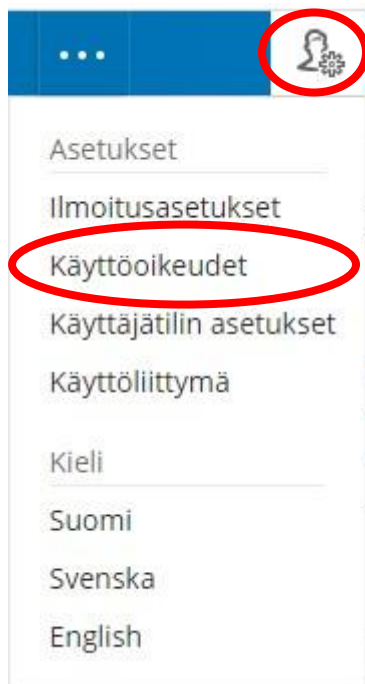 ...
Asetukset
Ilmoitusasetukset
Käyttöoikeudet
Käyttäjätilin asetukset
Käyttöliittymä
Kieli
Suomi
Svenska
English